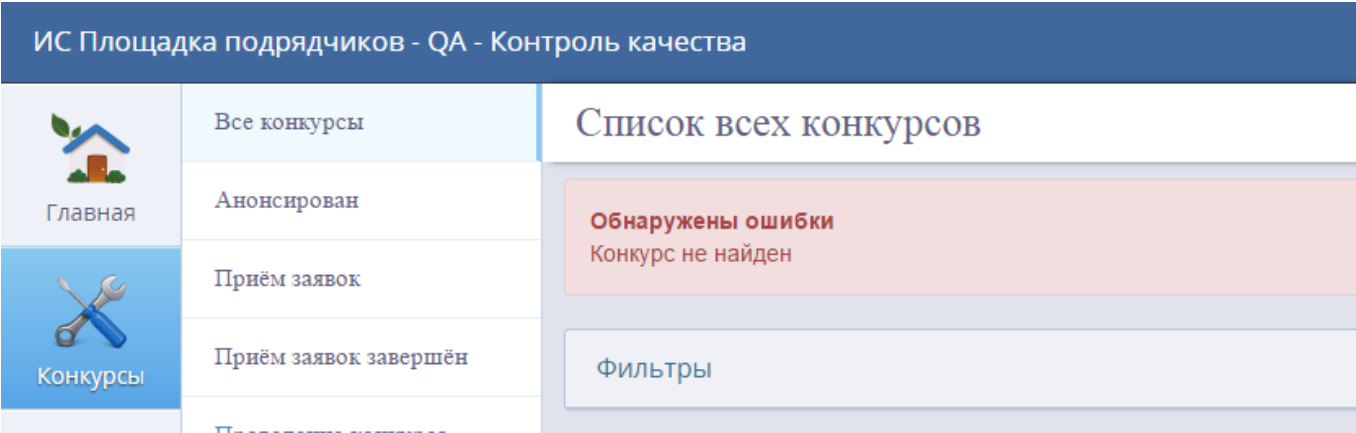 ИС Площадка подрядчиков - QA - Контроль качества
Главная
Конкурсы
Все конкурсы
Анонсирован
Приём заявок
Приём заявок завершён
Список всех конкурсов
Обнаружены ошибки
Конкурс не найден
Фильтры